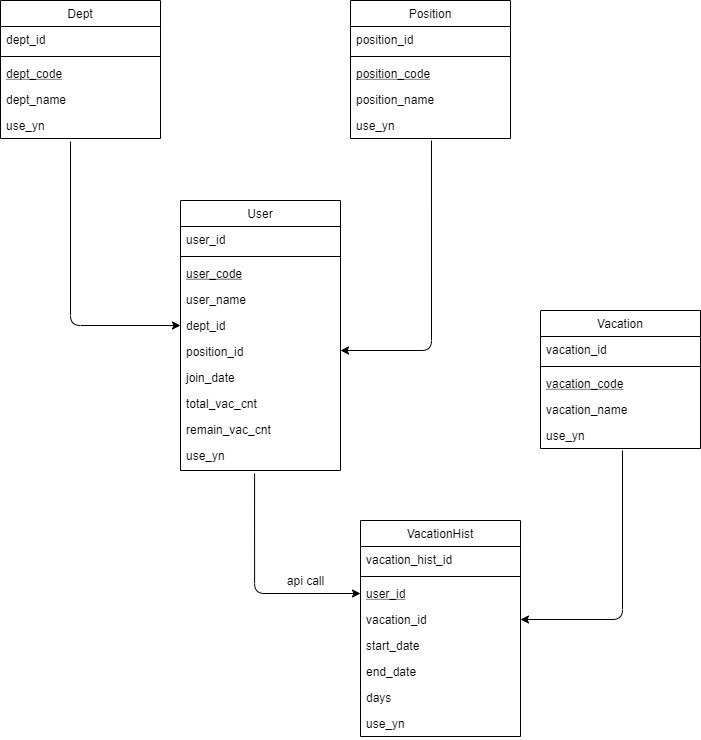 Dept
dept_id
dept_code
dept_name
use_yn
Position
position_id
position_code
position_name
use_yn
User
user_id
user_code
user_name
dept_id
position_id
join_date
total_vac_cnt
remain_vac_cnt
use_yn
Vacation
vacation_id
vacation_code
vacation_name
use_yn
api call
VacationHist
vacation_hist_id
user_id
vacation_id
start_date
end_date
days
use_yn